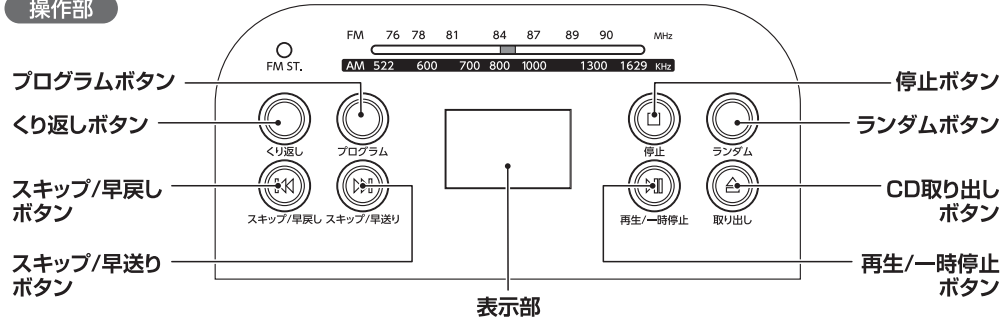 操作部
FM 76 78 81 84 87 89 90 MHz
FM ST.
AM 522 600 700 800 1000 1300 1629 KHz
プログラムボタン
停止ボタン
くり返しボタン
ランダムボタン
くり返し
プログラム
停止
ランダム
スキップ/早戻し
ボタン
CD取り出し
ボタン
スキップ/早戻し
スキップ/早送り
再生/一時停止
取り出し
スキップ/早送り
ボタン
再生/一時停止
ボタン
表示部